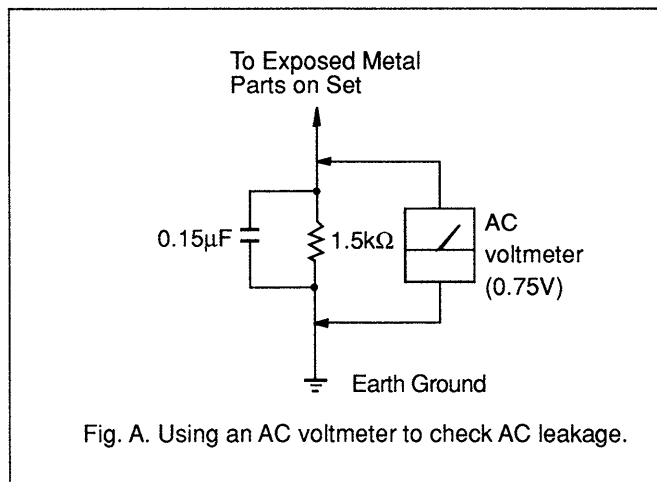 To Exposed Metal
Parts on Set
0.15μF
1.5kΩ
AC
voltmeter
(0.75V)
Earth Ground
Fig. A. Using an AC voltmeter to check AC leakage.